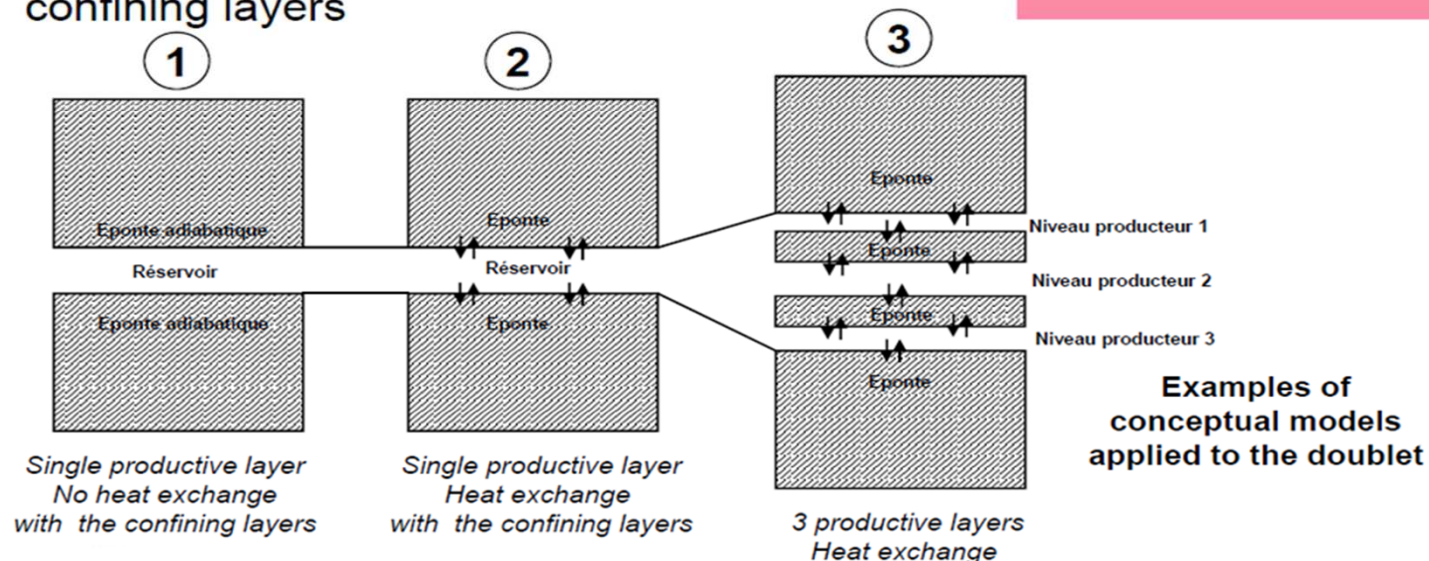 confining layers
1
2
3
Eponte adiabatique
Réservoir
Eponte adiabatique
Single productive layer
No heat exchange
with the confining layers
Eponte
Réservoir
Eponte
Single productive layer
Heat exchange
with the confining layers
Eponte
Niveau producteur 1
Eponte
Niveau producteur 2
Eponte
Niveau producteur 3
Eponte
3 productive layers
Heat exchange
Examples of
conceptual models
applied to the doublet